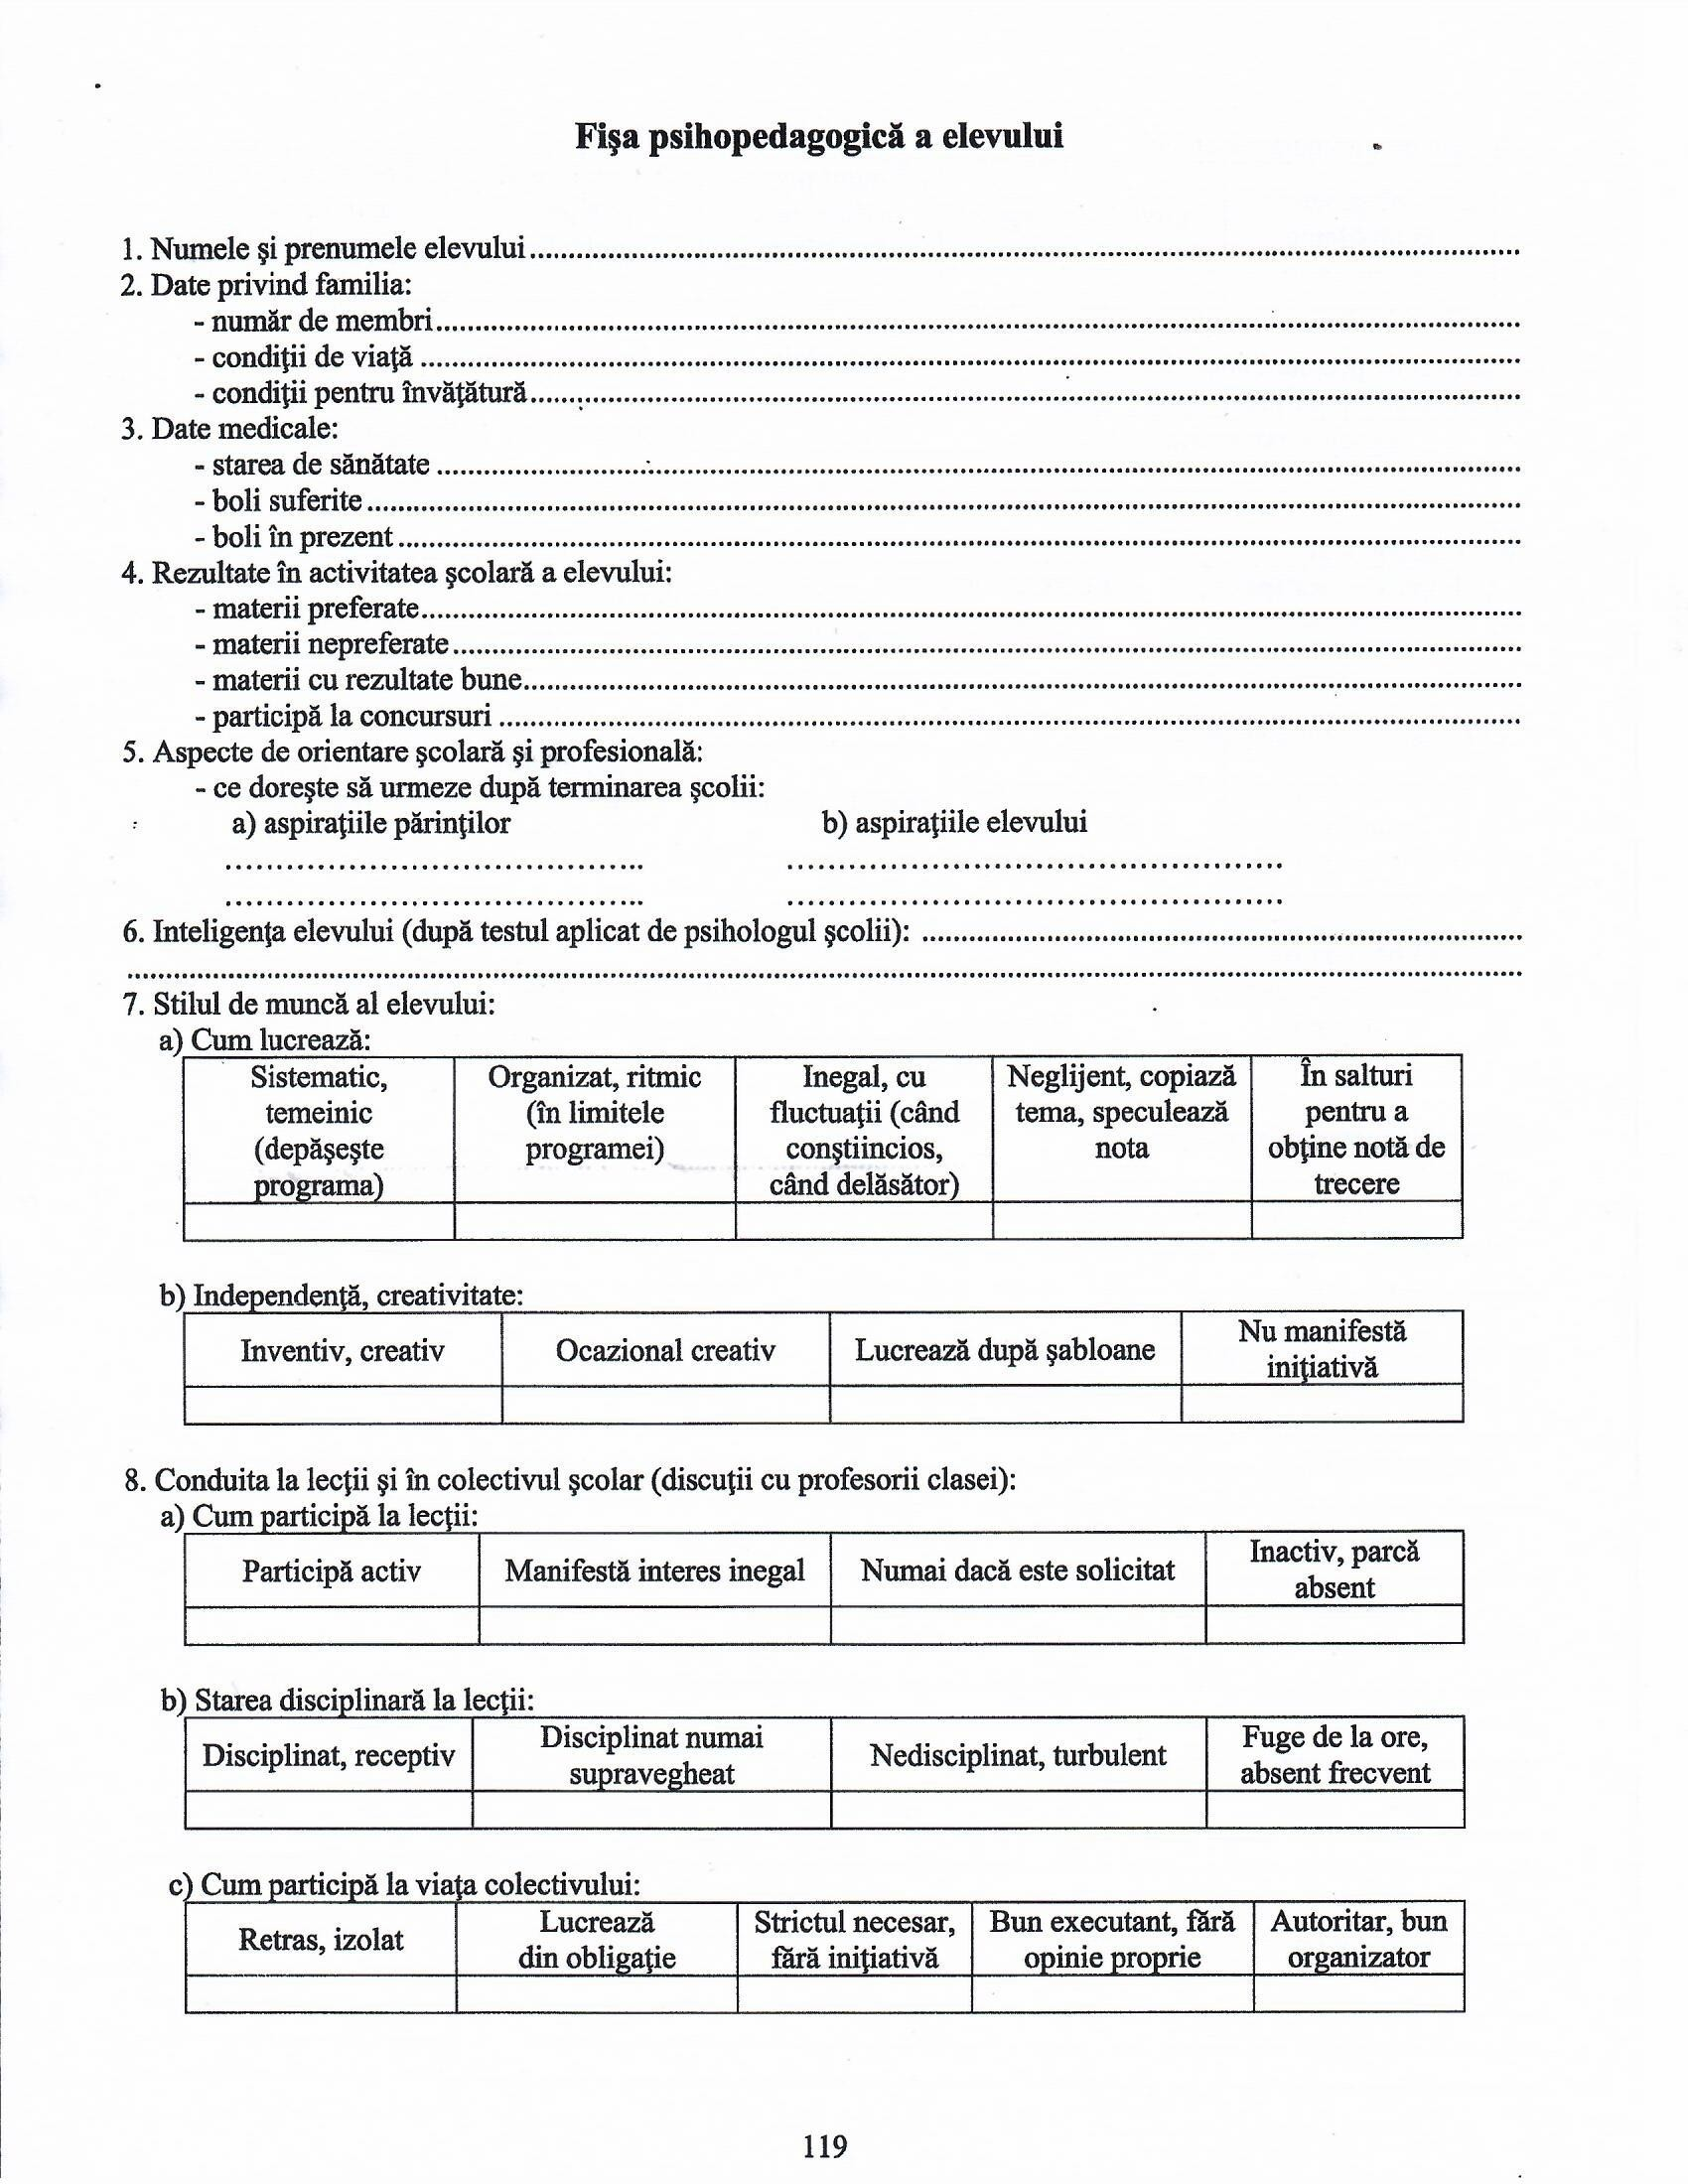 Fişa psihopedagogică a elevului
1. Numele şi prenumele elevului
2. Date privind familia:
- număr de membri
- condiţii de viaţă
- condiţii pentru învăţătură
3. Date medicale:
- starea de sănătate
- boli suferite
- boli în prezent
4. Rezultate în activitatea şcolară a elevului:
- materii preferate
- materii nepreferate
- materii cu rezultate bune
- participă la concursuri
5. Aspecte de orientare şcolară şi profesională:
- ce doreşte să urmeze după terminarea şcolii:
a) aspiraţiile părinţilor b) aspiraţiile elevului
6. Inteligenţa elevului (după testul aplicat de psihologul şcolii):
7. Stilul de muncă al elevului:
a) Cum lucrează:
Sistematic, temeinic (depăşeşte programa)
Organizat, ritmic (în limitele programei)
Inegal, cu fluctuaţii (când conştiincios, când delăsător)
Neglijent, copiază tema, speculează nota
În salturi pentru a obţine notă de trecere
b) Independenţă, creativitate:
Inventiv, creativ
Ocazional creativ
Lucrează după şabloane
Nu manifestă iniţiativă
8. Conduita la lecţii şi în colectivul şcolar (discuţii cu profesorii clasei):
a) Cum participă la lecţii:
Participă activ
Manifestă interes inegal
Numai dacă este solicitat
Inactiv, parcă absent
b) Starea disciplinară la lecţii:
Disciplinat, receptiv
Disciplinat numai supravegheat
Nedisciplinat, turbulent
Fuge de la ore, absent frecvent
c) Cum participă la viaţa colectivului:
Retras, izolat
Lucrează din obligaţie
Strictul necesar, fără iniţiativă
Bun executant, fără opinie proprie
Autoritar, bun organizator
119